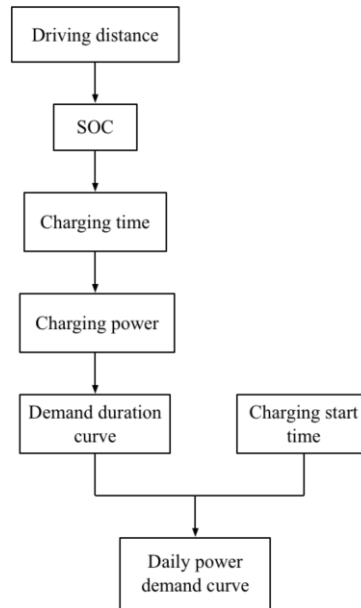 Driving distance
SOC
Charging time
Charging power
Demand duration
curve
Charging start
time
Daily power
demand curve